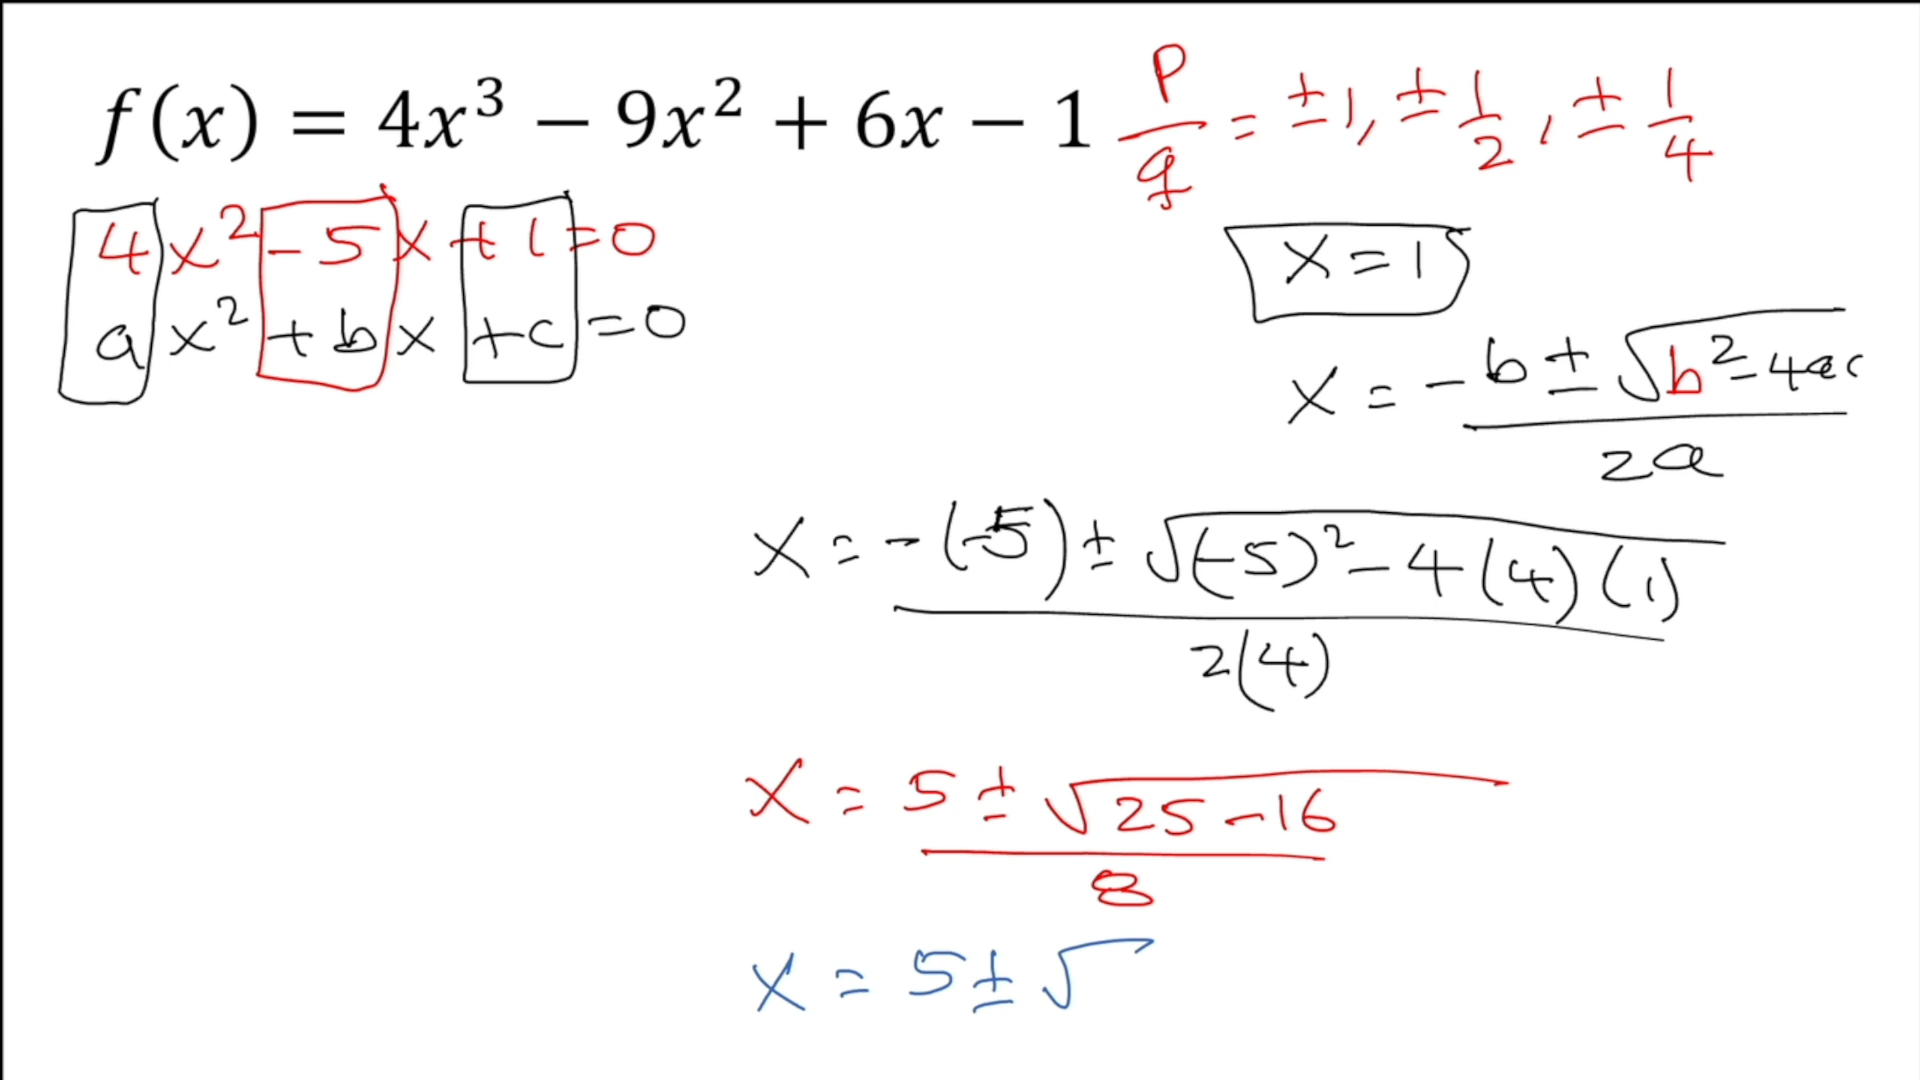 f(x) = 4x³ − 9x² + 6x − 1 p/q = ±1, ±1/2, ±1/4
4x² − 5x + 1 = 0
x = 1
ax² + bx + c = 0
x = −b ± √(b² − 4ac) / 2a
x = −(−5) ± √((−5)² − 4(4)(1)) / 2(4)
x = 5 ± √(25 − 16) / 8
x = 5 ± √